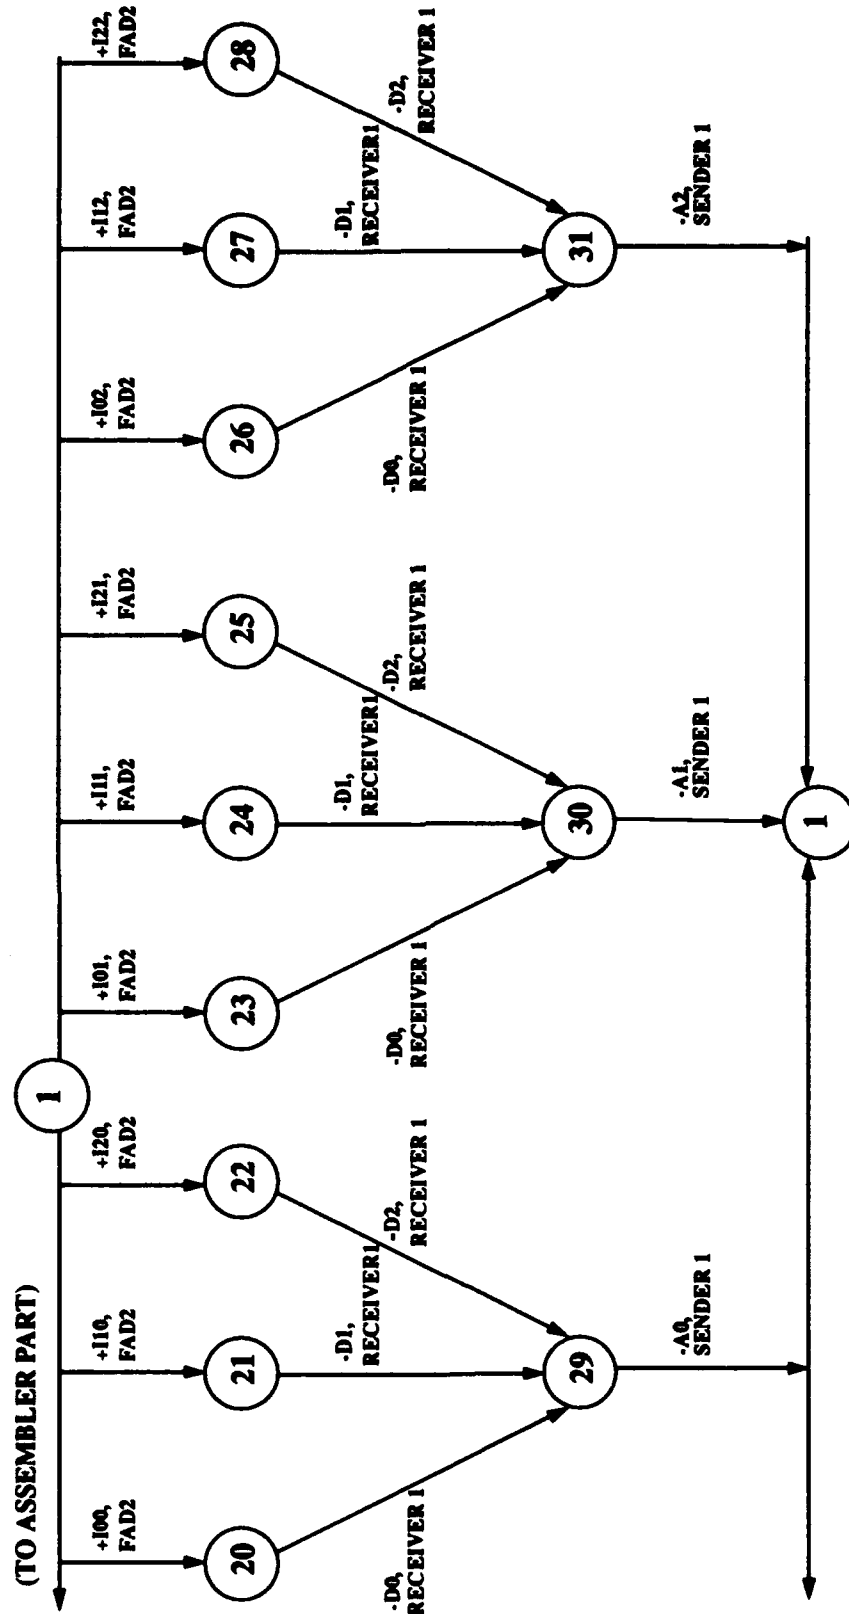 (TO ASSEMBLER PART)
1
+I00,
FAD2
+I10,
FAD2
+I20,
FAD2
+I01,
FAD2
+I11,
FAD2
+I21,
FAD2
+I02,
FAD2
+I12,
FAD2
+I22,
FAD2
20
21
22
23
24
25
26
27
28
-D0,
RECEIVER 1
-D1,
RECEIVER1
-D2,
RECEIVER 1
-D0,
RECEIVER 1
-D1,
RECEIVER1
-D2,
RECEIVER 1
-D0,
RECEIVER 1
-D1,
RECEIVER1
-D2,
RECEIVER 1
29
30
31
-A0,
SENDER 1
-A1,
SENDER 1
-A2,
SENDER 1
1